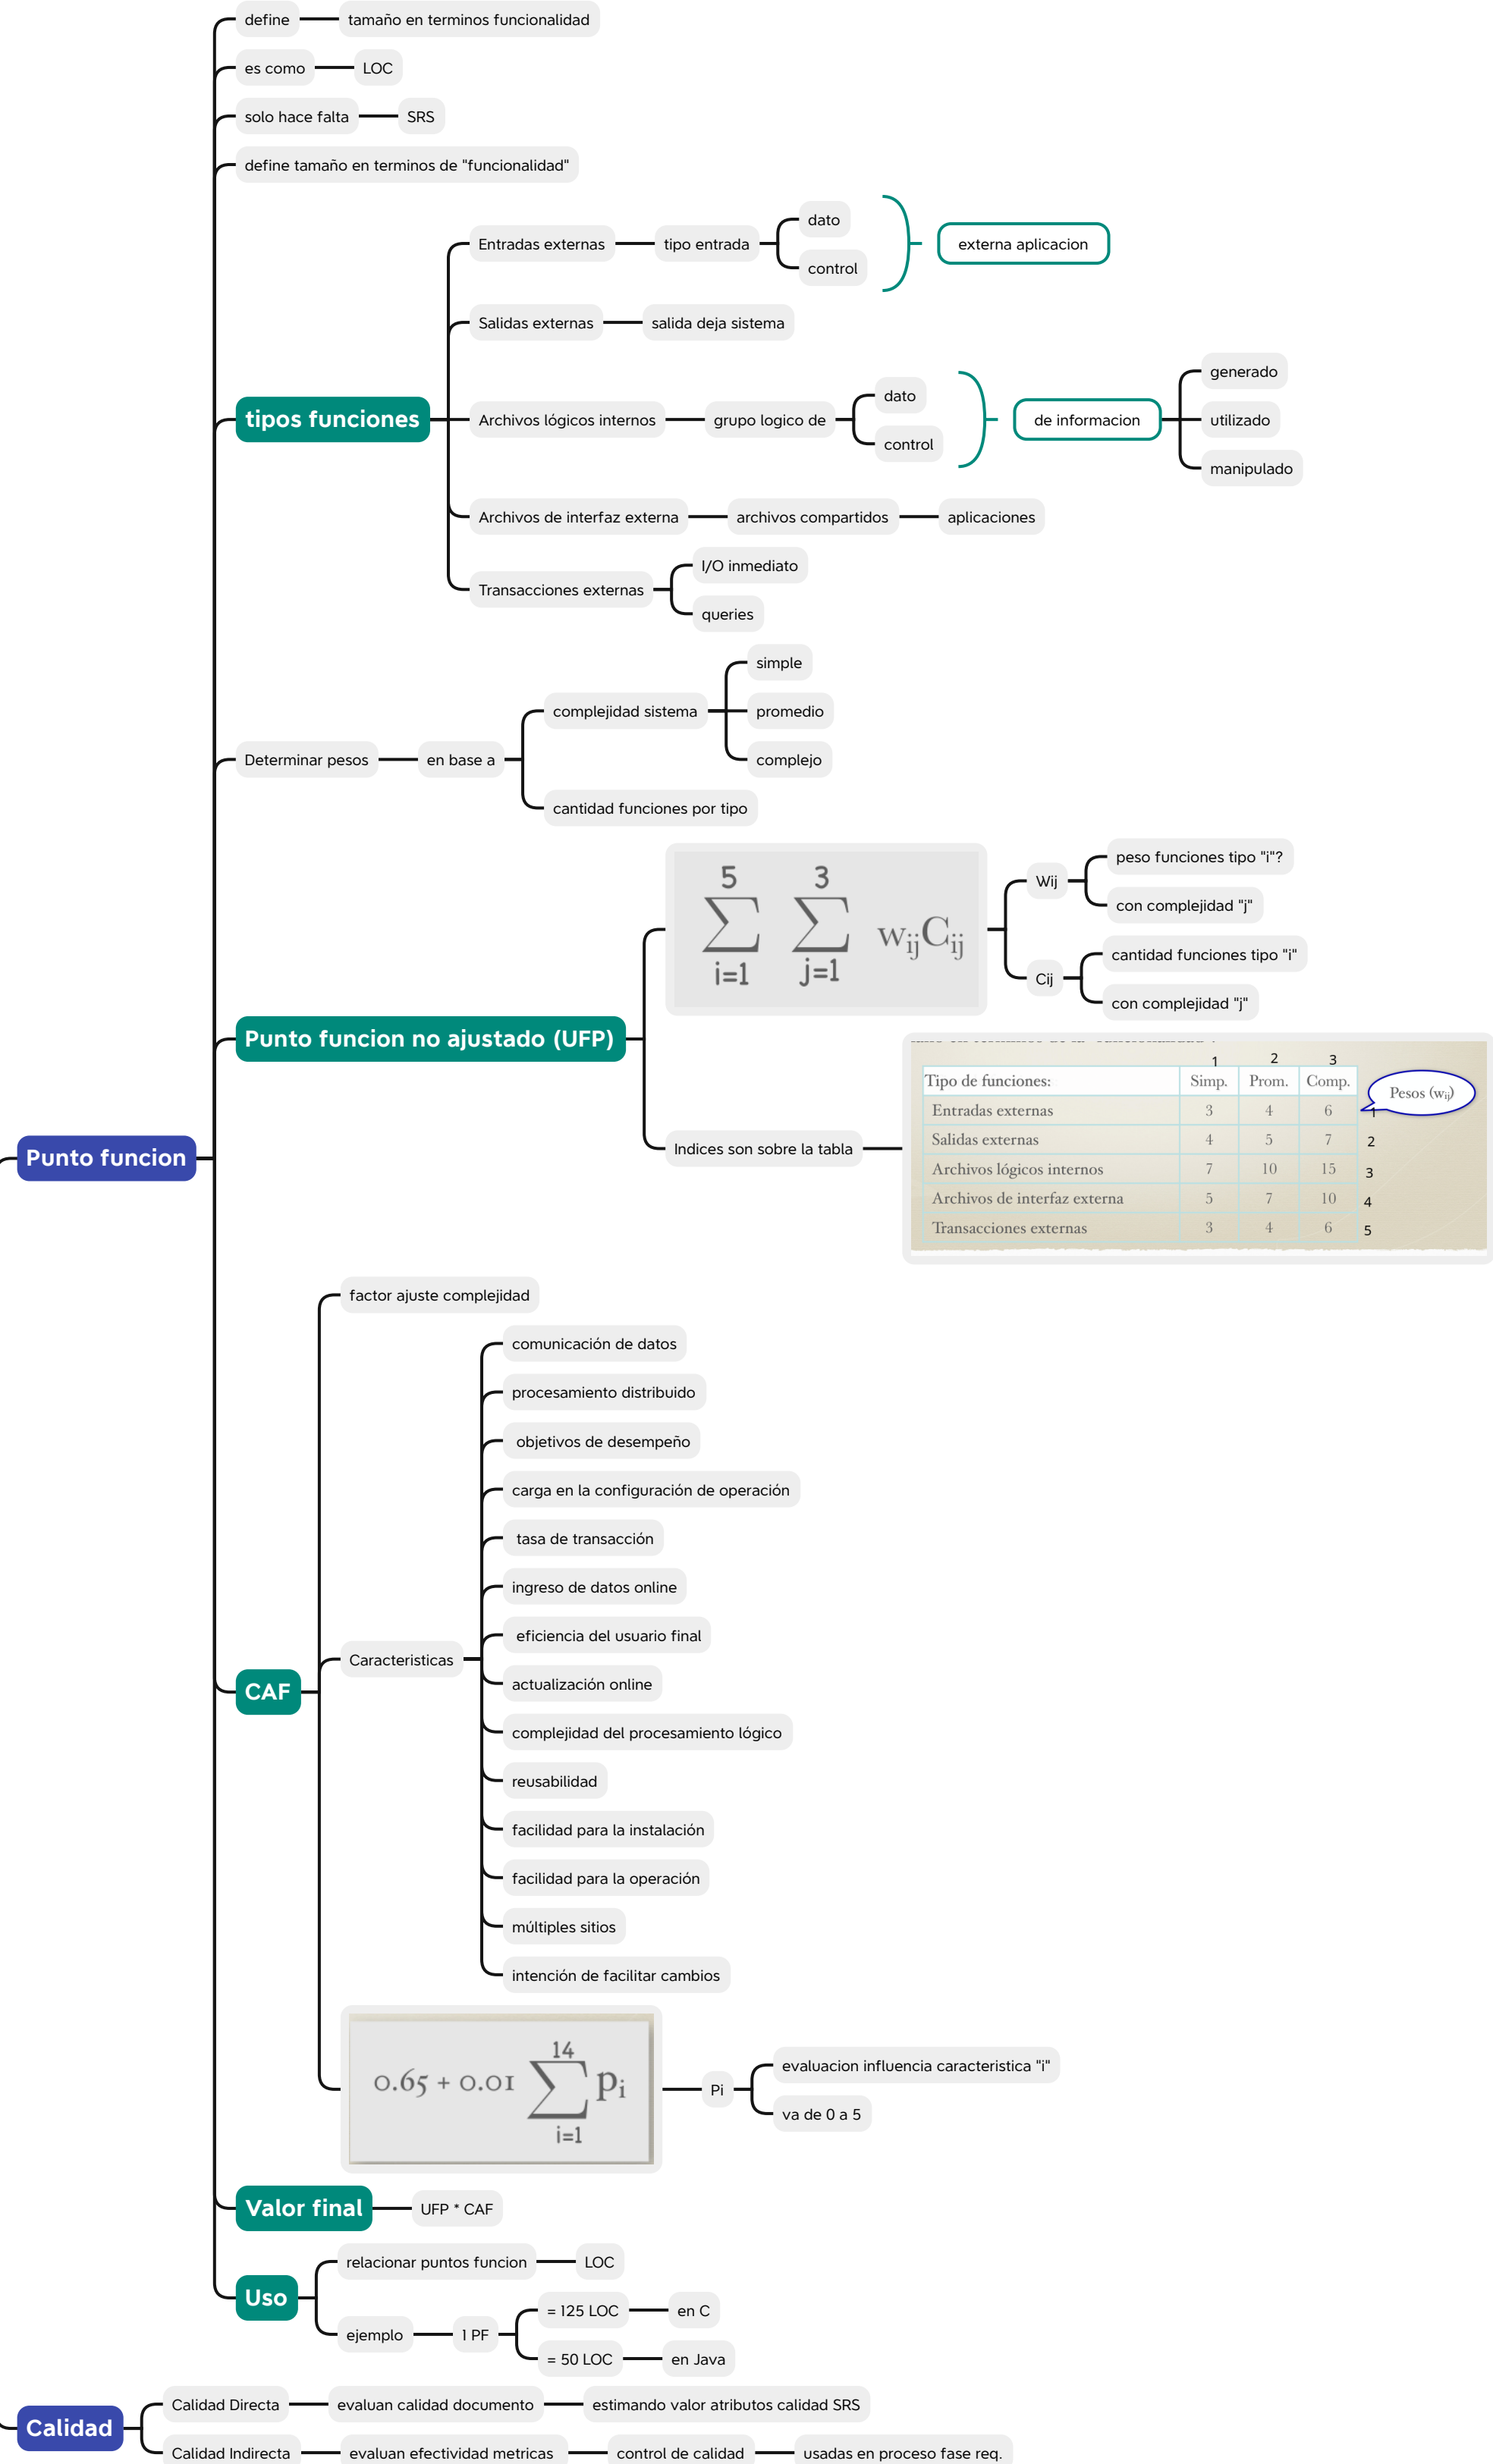 define
tamaño en terminos funcionalidad
es como
LOC
solo hace falta
SRS
define tamaño en terminos de "funcionalidad"
tipos funciones
Entradas externas
tipo entrada
dato
control
externa aplicacion
Salidas externas
salida deja sistema
Archivos lógicos internos
grupo logico de
dato
control
de informacion
generado
utilizado
manipulado
Archivos de interfaz externa
archivos compartidos
aplicaciones
Transacciones externas
I/O inmediato
queries
Determinar pesos
en base a
complejidad sistema
simple
promedio
complejo
cantidad funciones por tipo
Punto funcion
Punto funcion no ajustado (UFP)
5 3
∑ ∑ wijCij
i=1 j=1
Wij
peso funciones tipo "i"?
con complejidad "j"
Cij
cantidad funciones tipo "i"
con complejidad "j"
Indices son sobre la tabla
1 2 3
Tipo de funciones: Simp. Prom. Comp.
Pesos (wij)
Entradas externas 3 4 6 1
Salidas externas 4 5 7 2
Archivos lógicos internos 7 10 15 3
Archivos de interfaz externa 5 7 10 4
Transacciones externas 3 4 6 5
CAF
factor ajuste complejidad
Caracteristicas
comunicación de datos
procesamiento distribuido
objetivos de desempeño
carga en la configuración de operación
tasa de transacción
ingreso de datos online
eficiencia del usuario final
actualización online
complejidad del procesamiento lógico
reusabilidad
facilidad para la instalación
facilidad para la operación
múltiples sitios
intención de facilitar cambios
14
0.65 + 0.01 ∑ pi
i=1
Pi
evaluacion influencia caracteristica "i"
va de 0 a 5
Valor final
UFP * CAF
Uso
relacionar puntos funcion
LOC
ejemplo
1 PF
= 125 LOC
en C
= 50 LOC
en Java
Calidad
Calidad Directa
evaluan calidad documento
estimando valor atributos calidad SRS
Calidad Indirecta
evaluan efectividad metricas
control de calidad
usadas en proceso fase req.